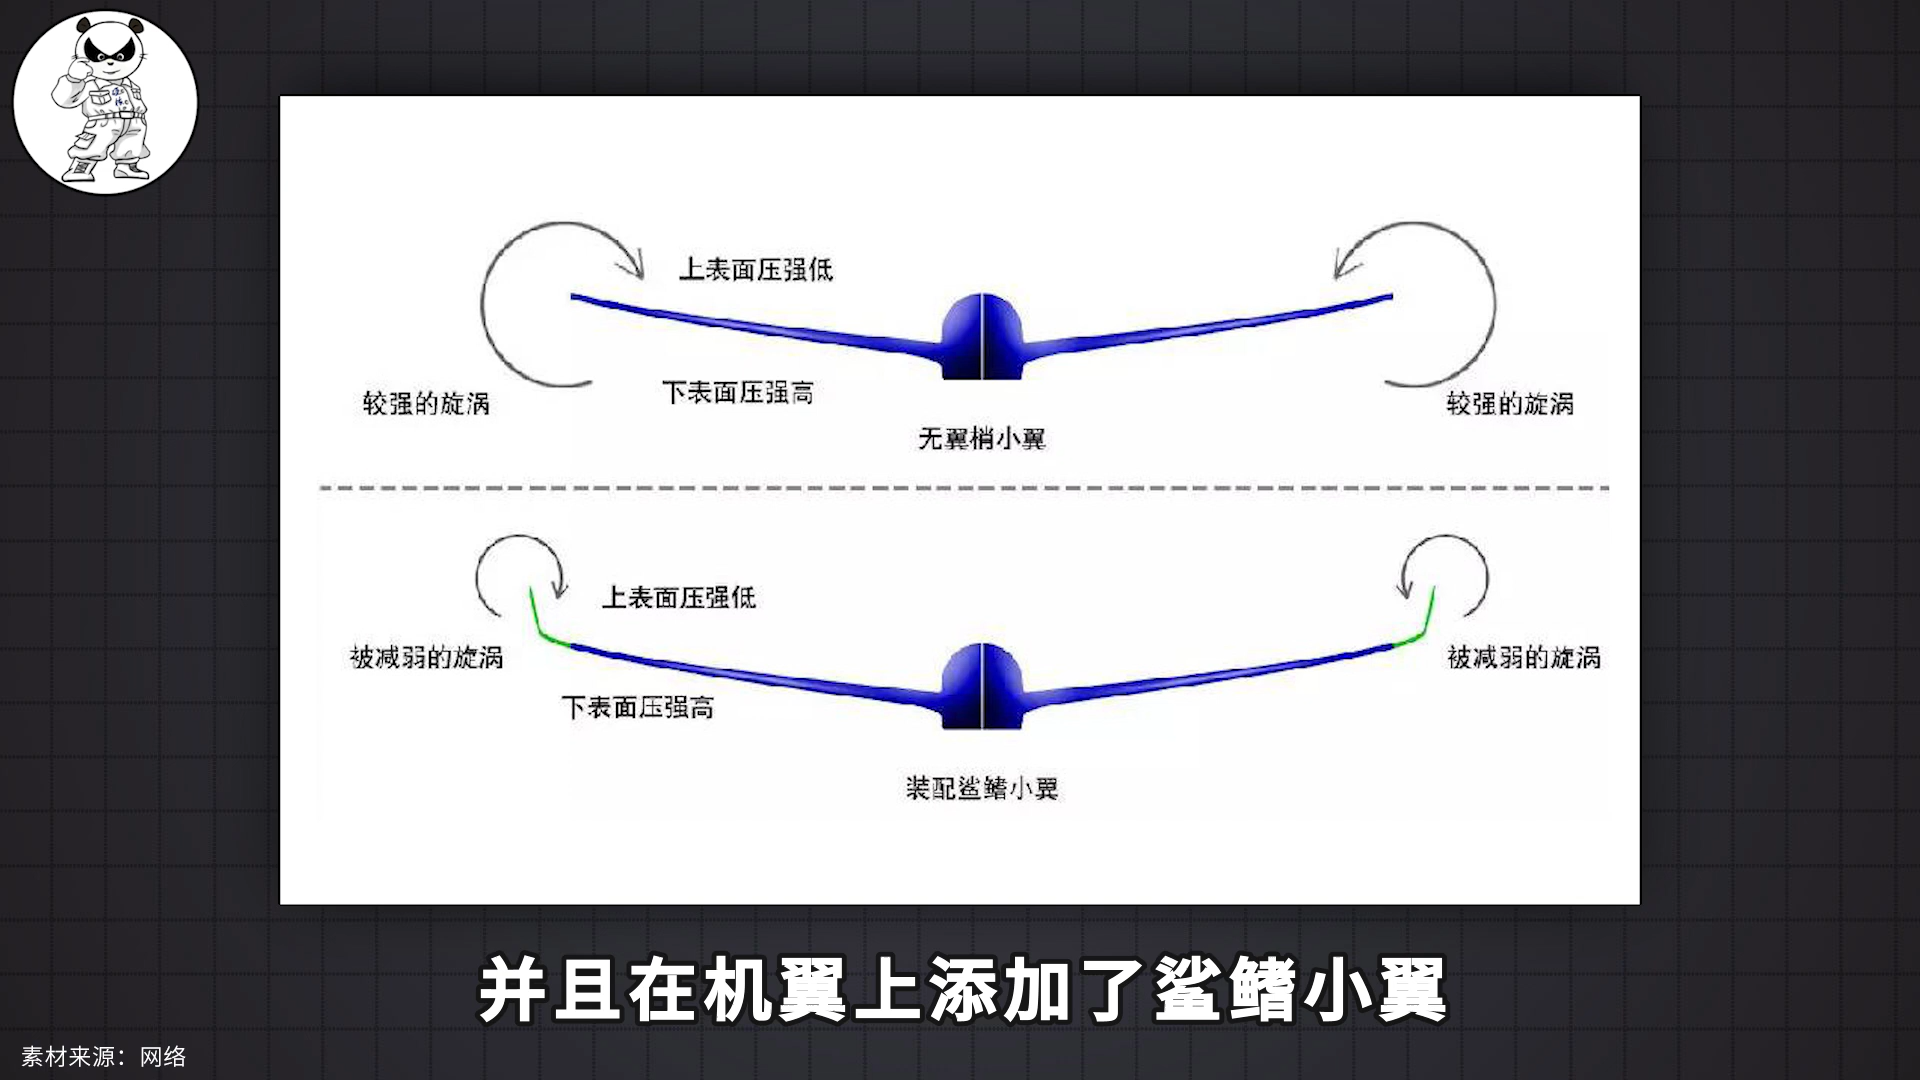 上表面压强低
下表面压强高
较强的旋涡
较强的旋涡
无翼梢小翼
上表面压强低
被减弱的旋涡
被减弱的旋涡
下表面压强高
装配鲨鳍小翼
并且在机翼上添加了鲨鳍小翼
素材来源：网络